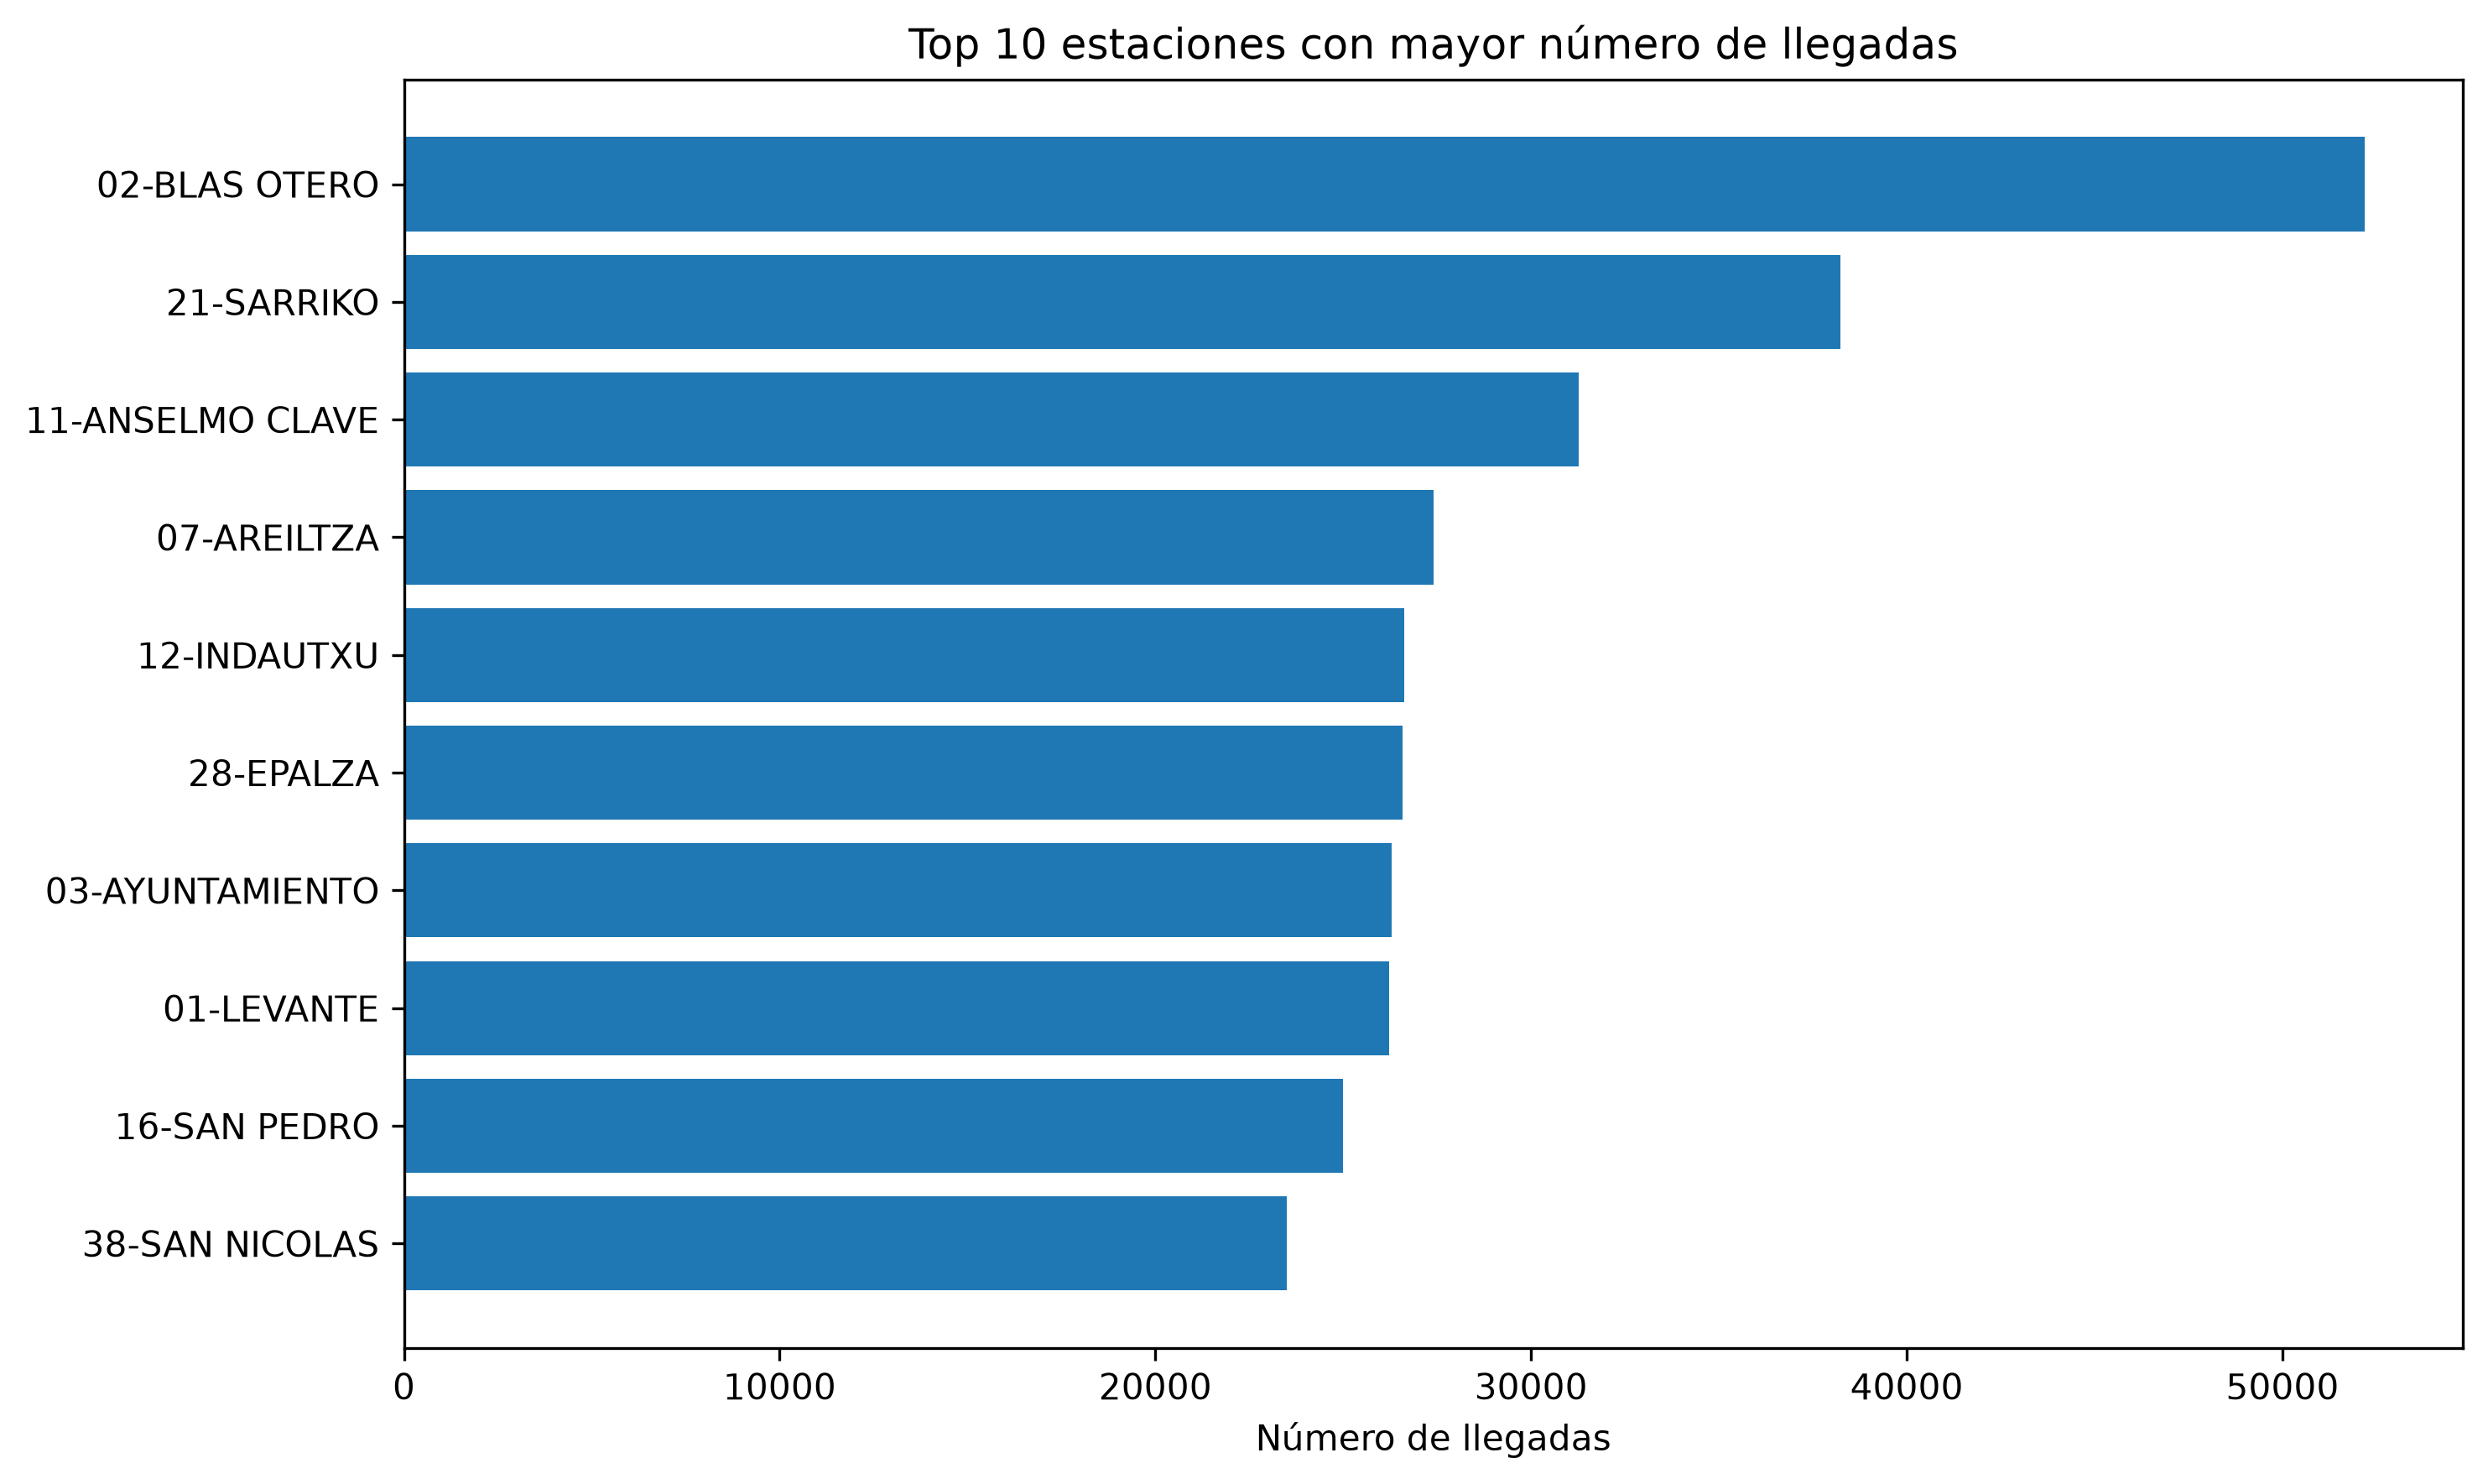 Top 10 estaciones con mayor número de llegadas
02-BLAS OTERO
21-SARRIKO
11-ANSELMO CLAVE
07-AREILTZA
12-INDAUTXU
28-EPALZA
03-AYUNTAMIENTO
01-LEVANTE
16-SAN PEDRO
38-SAN NICOLAS
0 10000 20000 30000 40000 50000
Número de llegadas